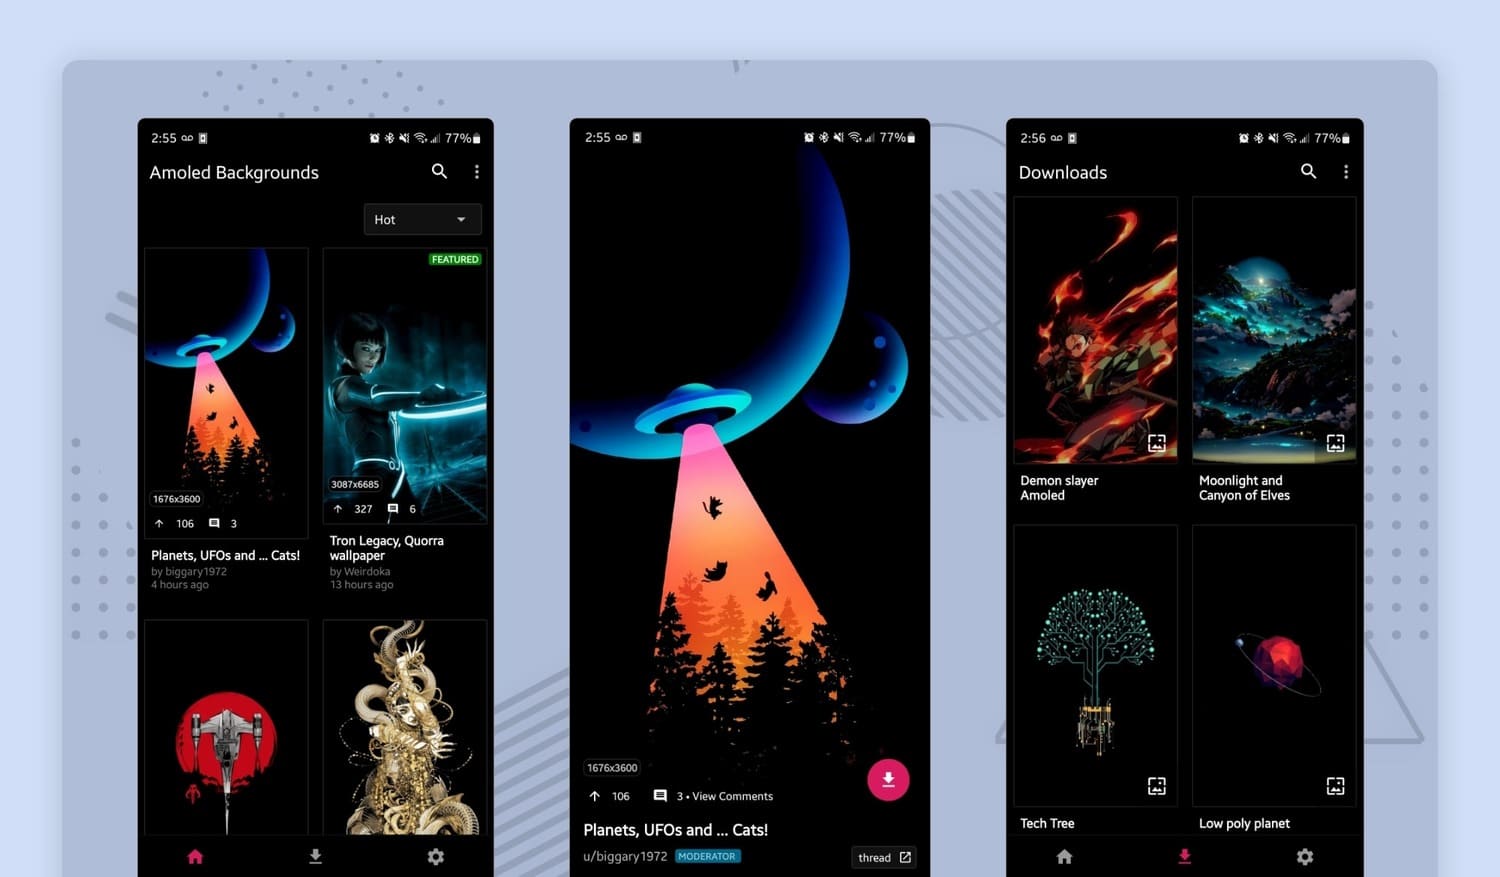 2:55
77%
Amoled Backgrounds
Hot
FEATURED
1676x3600
106
3
Planets, UFOs and ... Cats!
by biggary1972
4 hours ago
3087x6685
327
6
Tron Legacy, Quorra
wallpaper
by Weirdoka
13 hours ago
2:55
77%
1676x3600
106
3 • View Comments
Planets, UFOs and ... Cats!
u/biggary1972
MODERATOR
thread
2:56
77%
Downloads
Demon slayer
Amoled
Moonlight and
Canyon of Elves
Tech Tree
Low poly planet